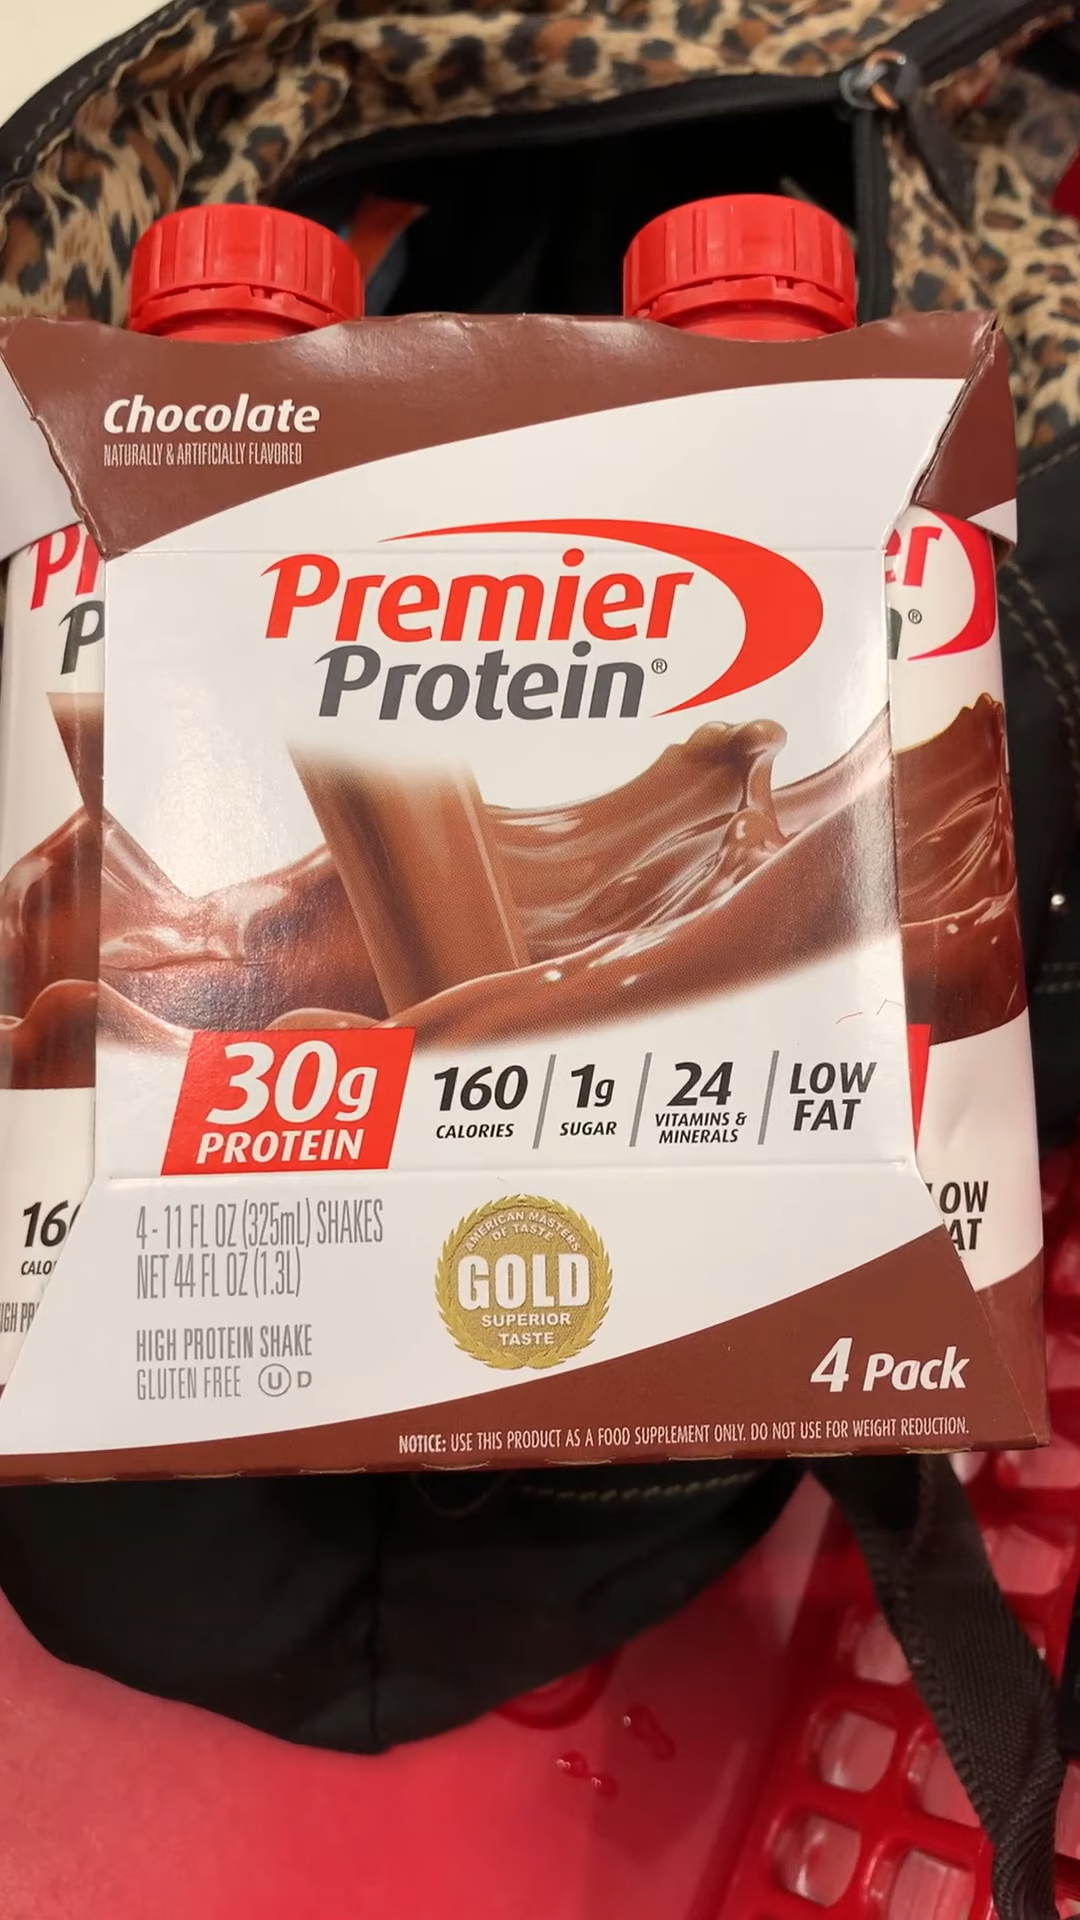 Chocolate
NATURALLY & ARTIFICIALLY FLAVORED
Premier
Protein®
30g
PROTEIN
160
CALORIES
1g
SUGAR
24
VITAMINS &
MINERALS
LOW
FAT
4 - 11 FL OZ (325mL) SHAKES
NET 44 FL OZ (1.3L)
HIGH PROTEIN SHAKE
GLUTEN FREE U D
AMERICAN MASTERS
OF TASTE
GOLD
SUPERIOR
TASTE
4 Pack
NOTICE: USE THIS PRODUCT AS A FOOD SUPPLEMENT ONLY. DO NOT USE FOR WEIGHT REDUCTION.